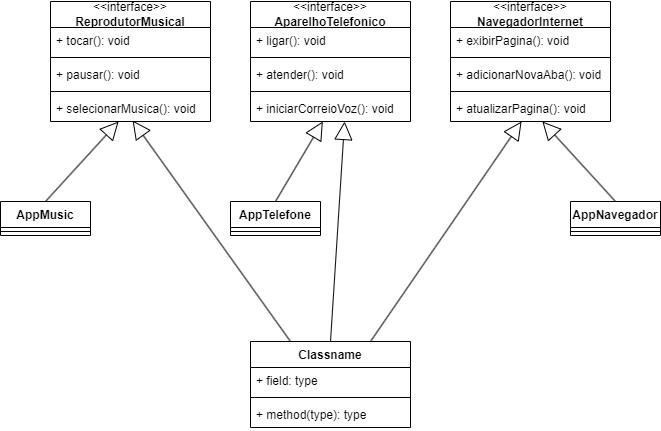 <<interface>>
ReprodutorMusical
+ tocar(): void
+ pausar(): void
+ selecionarMusica(): void
<<interface>>
AparelhoTelefonico
+ ligar(): void
+ atender(): void
+ iniciarCorreioVoz(): void
<<interface>>
NavegadorInternet
+ exibirPagina(): void
+ adicionarNovaAba(): void
+ atualizarPagina(): void
AppMusic
AppTelefone
AppNavegador
Classname
+ field: type
+ method(type): type